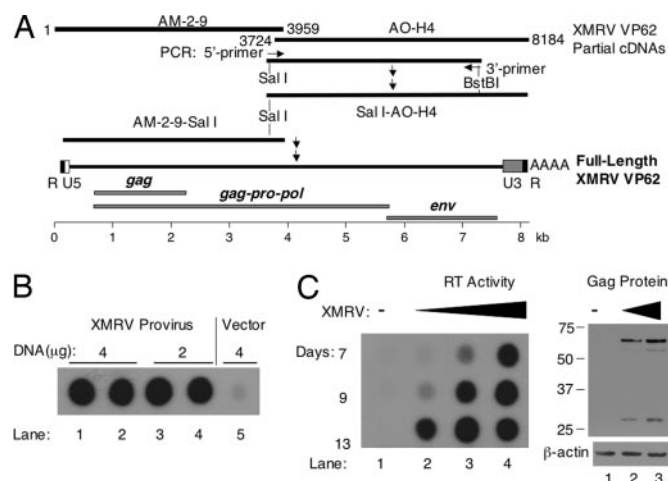 A
1 AM-2-9 3959 AO-H4 XMRV VP62
3724 8184 Partial cDNAs
PCR: 5'-primer
3'-primer
Sal I BstBI
Sal I Sal I-AO-H4
AM-2-9-Sal I
AAAA Full-Length
R U5 U3 R XMRV VP62
gag
gag-pro-pol
env
0 1 2 3 4 5 6 7 8 kb
B
XMRV Provirus Vector
DNA(μg): 4 2 4
Lane: 1 2 3 4 5
C
RT Activity
XMRV: -
Days: 7
9
13
Lane: 1 2 3 4
Gag Protein
-
75
50
37
25
β-actin
1 2 3